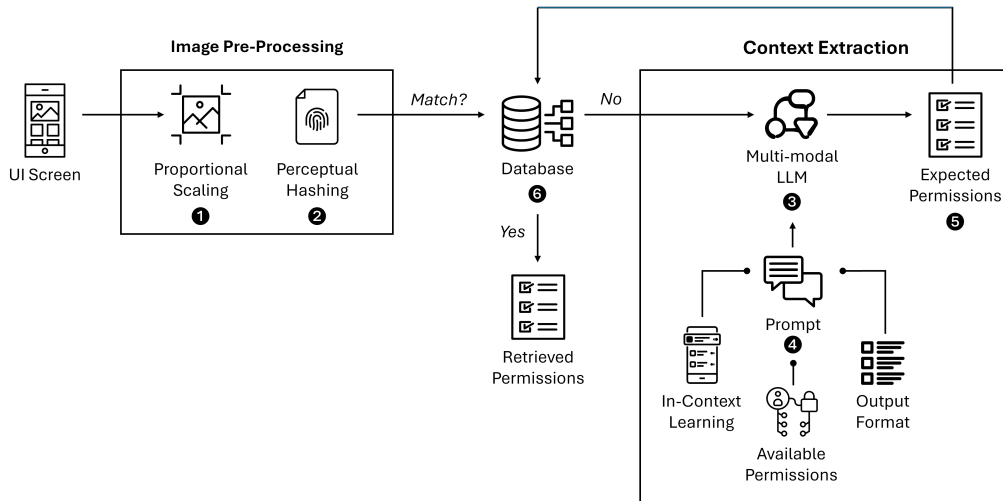 Image Pre-Processing
Context Extraction
UI Screen
Proportional
Scaling
1
Perceptual
Hashing
2
Match?
Database
6
No
Yes
Retrieved
Permissions
Multi-modal
LLM
3
Expected
Permissions
5
Prompt
4
In-Context
Learning
Available
Permissions
Output
Format